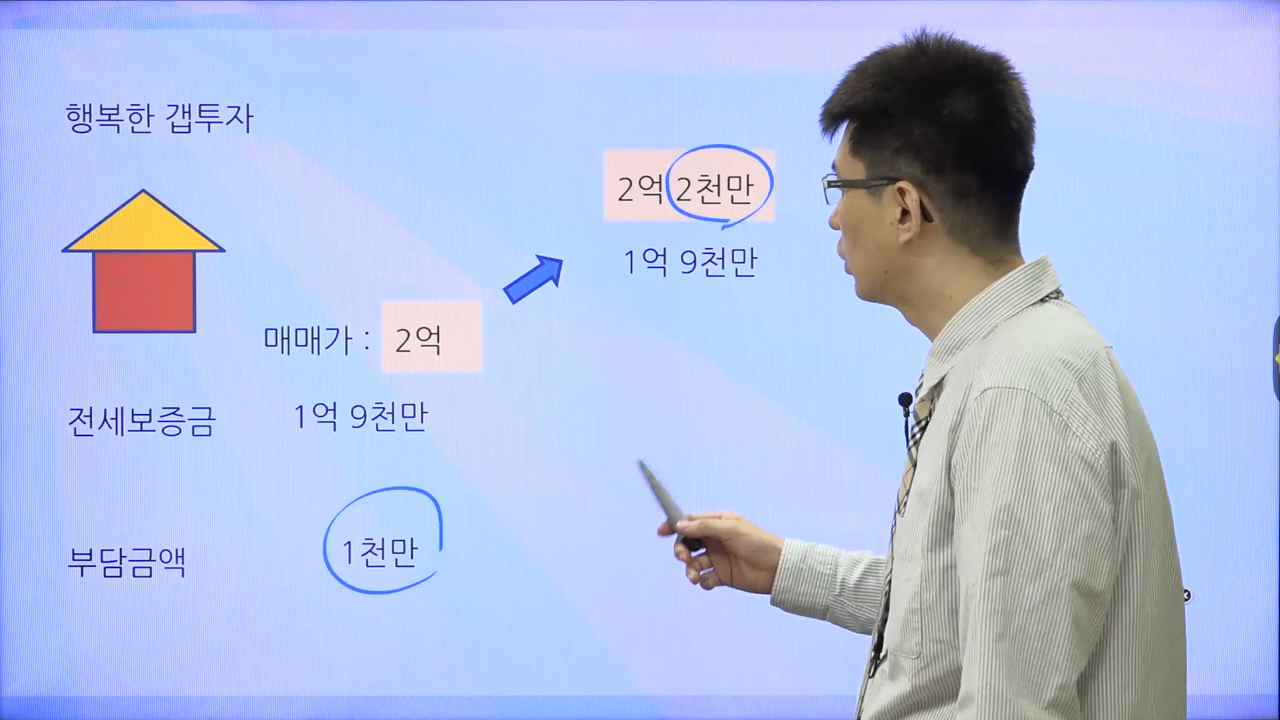 행복한 갭투자
2억 2천만
1억 9천만
매매가 : 2억
전세보증금 1억 9천만
부담금액 1천만